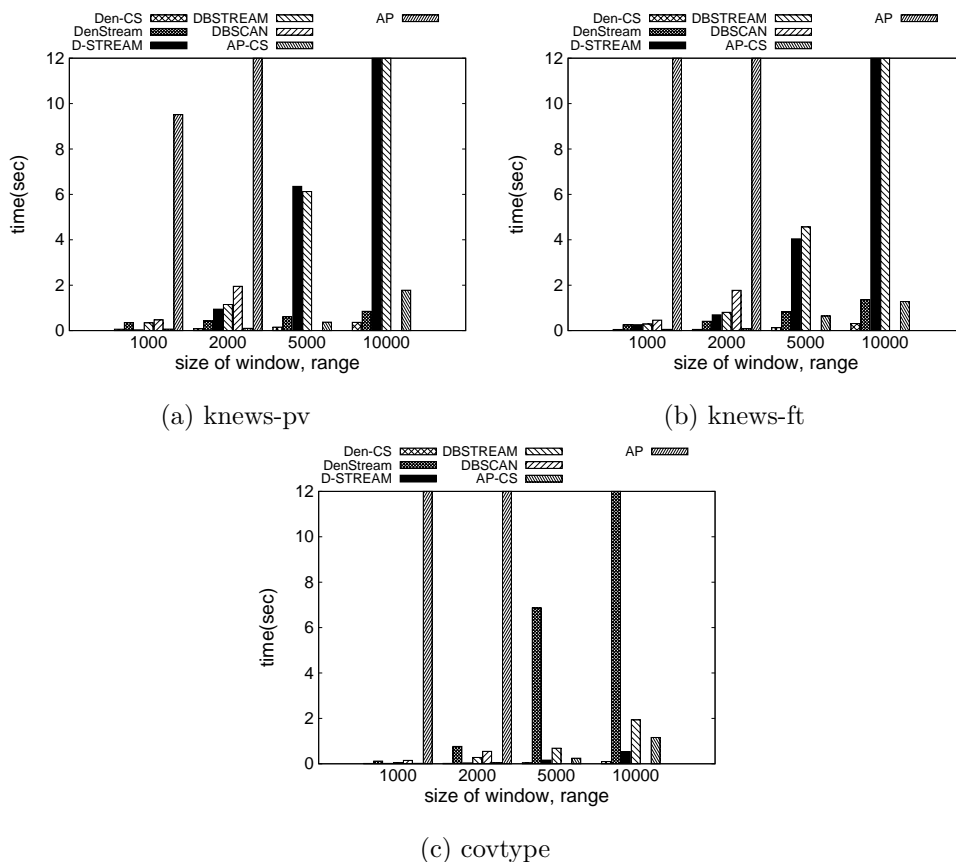 Den-CS DBSTREAM AP
DenStream DBSCAN
D-STREAM AP-CS
12
10
8
6
4
2
0
time(sec)
1000 2000 5000 10000
size of window, range
(a) knews-pv
Den-CS DBSTREAM AP
DenStream DBSCAN
D-STREAM AP-CS
12
10
8
6
4
2
0
time(sec)
1000 2000 5000 10000
size of window, range
(b) knews-ft
Den-CS DBSTREAM AP
DenStream DBSCAN
D-STREAM AP-CS
12
10
8
6
4
2
0
time(sec)
1000 2000 5000 10000
size of window, range
(c) covtype